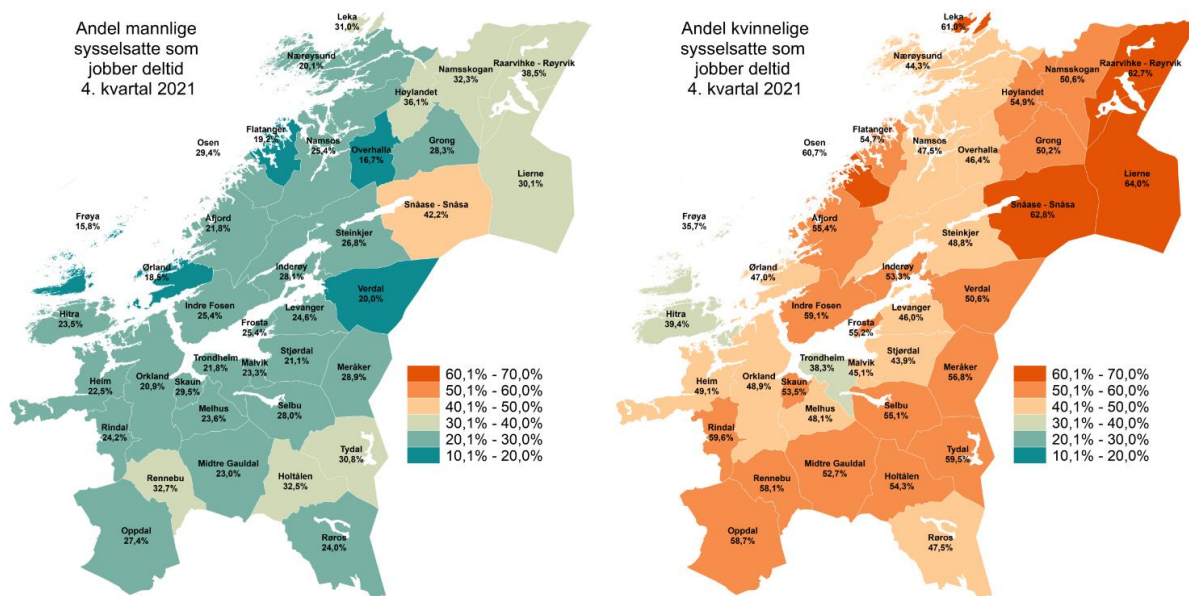 Andel mannlige
sysselsatte som
jobber deltid
4. kvartal 2021
Leka
31,0%
Nærøysund
20,1%
Namsskogan
32,3%
Raarvihke - Røyrvik
38,5%
Høylandet
36,1%
Flatanger
19,2%
Osen
29,4%
Namsos
25,4%
Overhalla
16,7%
Grong
28,3%
Lierne
30,1%
Snåase - Snåsa
42,2%
Frøya
15,8%
Åfjord
21,8%
Steinkjer
26,8%
Ørland
18,5%
Inderøy
28,1%
Verdal
20,0%
Hitra
23,5%
Indre Fosen
25,4%
Levanger
24,6%
Frosta
25,4%
Stjørdal
21,1%
Trondheim
21,8%
Malvik
23,3%
Meråker
28,9%
Heim
22,5%
Orkland
20,9%
Skaun
29,5%
Melhus
23,6%
Selbu
28,0%
Rindal
24,2%
Tydal
30,8%
Midtre Gauldal
23,0%
Rennebu
32,7%
Holtålen
32,5%
Oppdal
27,4%
Røros
24,0%
60,1% - 70,0%
50,1% - 60,0%
40,1% - 50,0%
30,1% - 40,0%
20,1% - 30,0%
10,1% - 20,0%
Andel kvinnelige
sysselsatte som
jobber deltid
4. kvartal 2021
Leka
61,0%
Nærøysund
44,3%
Namsskogan
50,6%
Raarvihke - Røyrvik
62,7%
Høylandet
54,9%
Flatanger
54,7%
Osen
60,7%
Namsos
47,5%
Overhalla
46,4%
Grong
50,2%
Lierne
64,0%
Snåase - Snåsa
62,8%
Frøya
35,7%
Åfjord
55,4%
Steinkjer
48,8%
Ørland
47,0%
Inderøy
53,3%
Verdal
50,6%
Hitra
39,4%
Indre Fosen
59,1%
Levanger
46,0%
Frosta
55,2%
Stjørdal
43,9%
Trondheim
38,3%
Malvik
45,1%
Meråker
56,8%
Heim
49,1%
Orkland
48,9%
Skaun
53,5%
Melhus
48,1%
Selbu
55,1%
Rindal
59,6%
Tydal
59,5%
Midtre Gauldal
52,7%
Rennebu
58,1%
Holtålen
54,3%
Oppdal
58,7%
Røros
47,5%
60,1% - 70,0%
50,1% - 60,0%
40,1% - 50,0%
30,1% - 40,0%
20,1% - 30,0%
10,1% - 20,0%